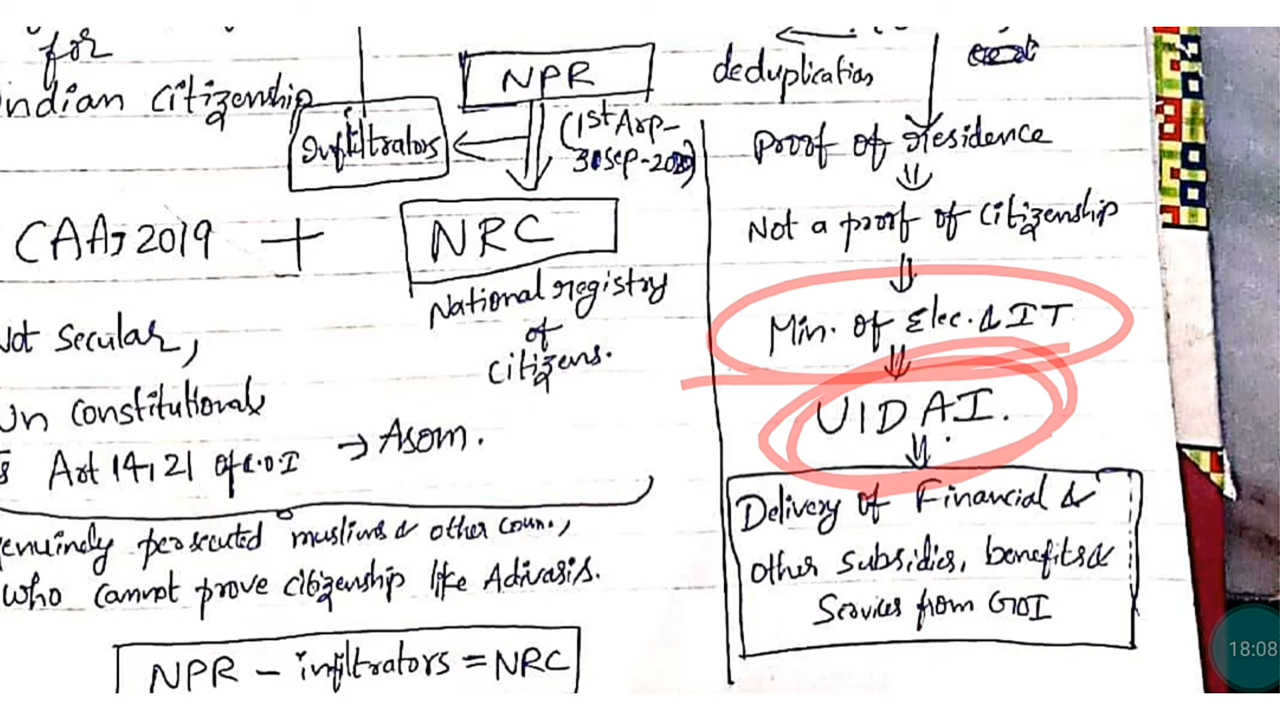 for
Indian citizenship
NPR
Infiltrators
(1st Arp-
30sep-2020)
CAA, 2019 + NRC
National registry
of
citizens.
Not secular,
Un constitutional
Art 14, 21 of C.O.I → Asom.
genuinely persecuted muslims & other coun.,
who cannot prove citizenship like Adivasis.
NPR - infiltrators = NRC
deduplication
Proof of residence
Not a proof of citizenship
Min. of Elec. & IT
UIDAI.
Delivery of Financial &
other subsidies, benefits &
Services from GOI
18:08